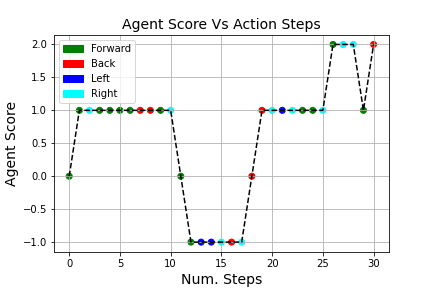 Agent Score Vs Action Steps
Agent Score
2.0
1.5
1.0
0.5
0.0
−0.5
−1.0
Forward
Back
Left
Right
0 5 10 15 20 25 30
Num. Steps